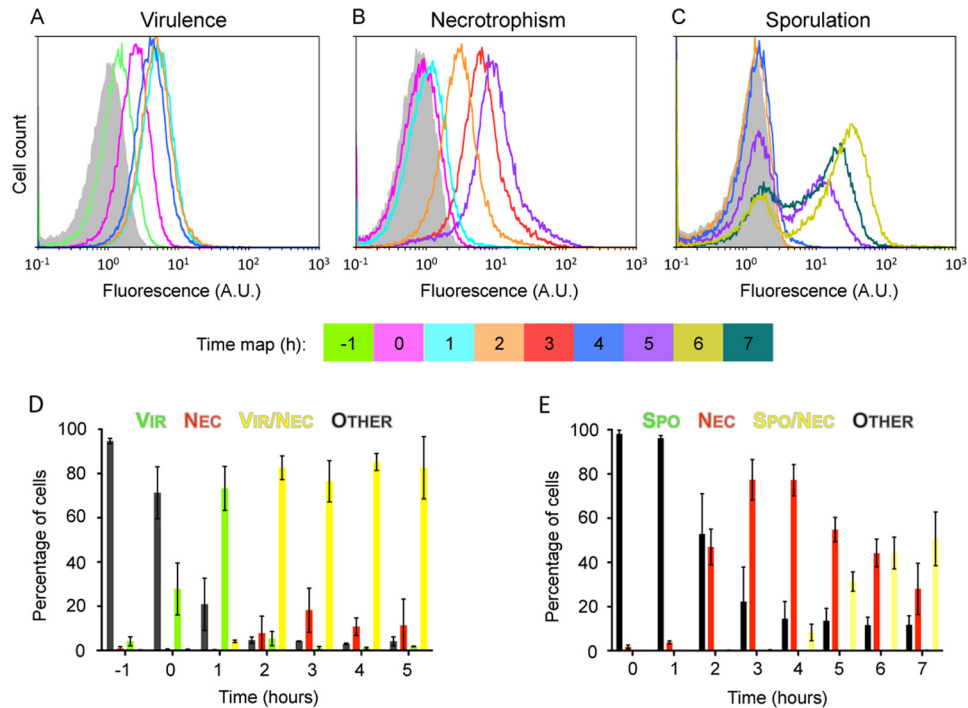 A Virulence
B Necrotrophism
C Sporulation
Cell count
10-1 100 101 102 103
10-1 100 101 102 103
10-1 100 101 102 103
Fluorescence (A.U.)
Fluorescence (A.U.)
Fluorescence (A.U.)
Time map (h): -1 0 1 2 3 4 5 6 7
D
VIR NEC VIR/NEC OTHER
Percentage of cells
100
80
60
40
20
0
-1 0 1 2 3 4 5
Time (hours)
E
SPO NEC SPO/NEC OTHER
Percentage of cells
100
80
60
40
20
0
0 1 2 3 4 5 6 7
Time (hours)